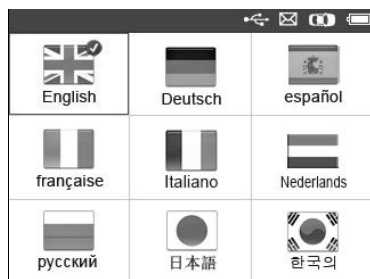 English
Deutsch
español
française
Italiano
Nederlands
русский
日本語
한국의